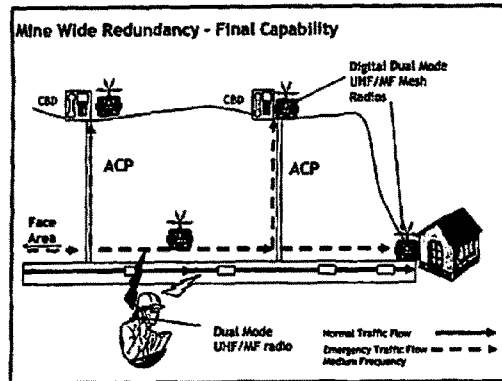 Mine Wide Redundancy - Final Capability
Digital Dual Mode
UHF/MF Mesh
Radios
CBD
CBD
ACP
ACP
Face
Area
Dual Mode
UHF/MF radio
Normal Traffic Flow
Emergency Traffic Flow
Medium Frequency